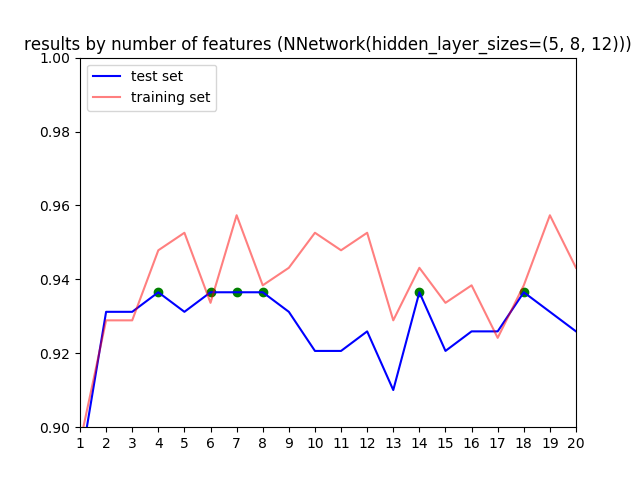 results by number of features (NNetwork(hidden_layer_sizes=(5, 8, 12)))
1.00
test set
training set
0.98
0.96
0.94
0.92
0.90
1 2 3 4 5 6 7 8 9 10 11 12 13 14 15 16 17 18 19 20